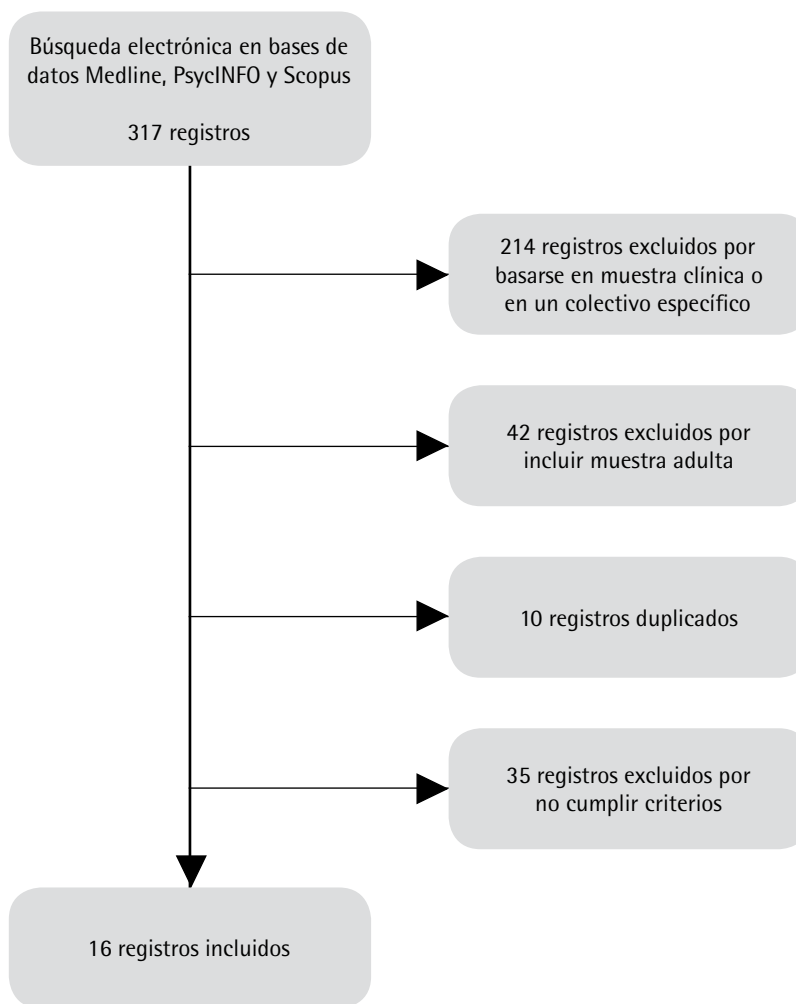 Búsqueda electrónica en bases de
datos Medline, PsycINFO y Scopus
317 registros
214 registros excluidos por
basarse en muestra clínica o
en un colectivo específico
42 registros excluidos por
incluir muestra adulta
10 registros duplicados
35 registros excluidos por
no cumplir criterios
16 registros incluidos